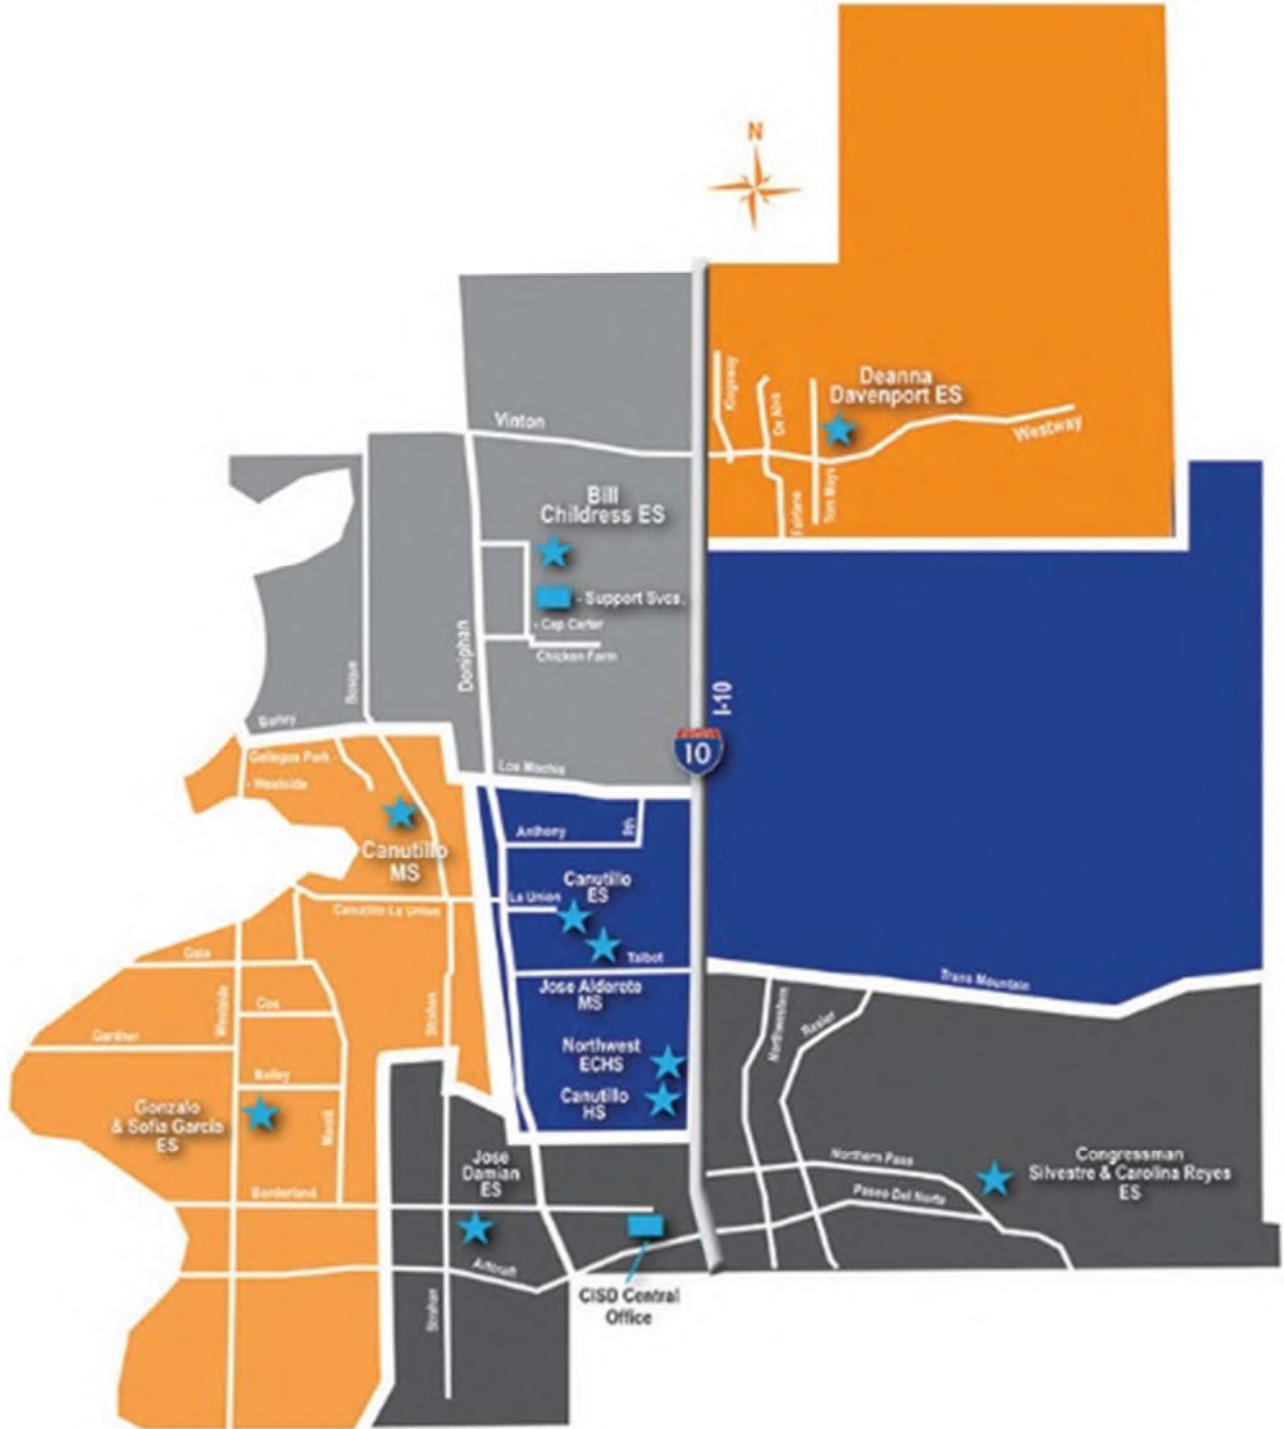 N
Kingsway
De Alva
Deanna
Davenport ES
Westway
Tom Mays
Fairlane
Vinton
Bill
Childress ES
- Support Svcs.
- Cap Carter
Chicken Farm
Doniphan
Bosque
Bailey
I-10
10
Los Mochis
Gallegos Park -
- Westside
Canutillo
MS
Anthony
9th
La Union
Canutillo
ES
Canutillo La Union
Talbot
Jose Alderete
MS
Trans Mountain
Gato
Westside
Coe
Strahan
Gardner
Northwestern
Resler
Northwest
ECHS
Bailey
Canutillo
HS
Gonzalo
& Sofia Garcia
ES
Jose
Damian
ES
Northern Pass
Congressman
Silvestre & Carolina Reyes
ES
Borderland
Paseo Del Norte
Artcraft
Strahan
CISD Central
Office